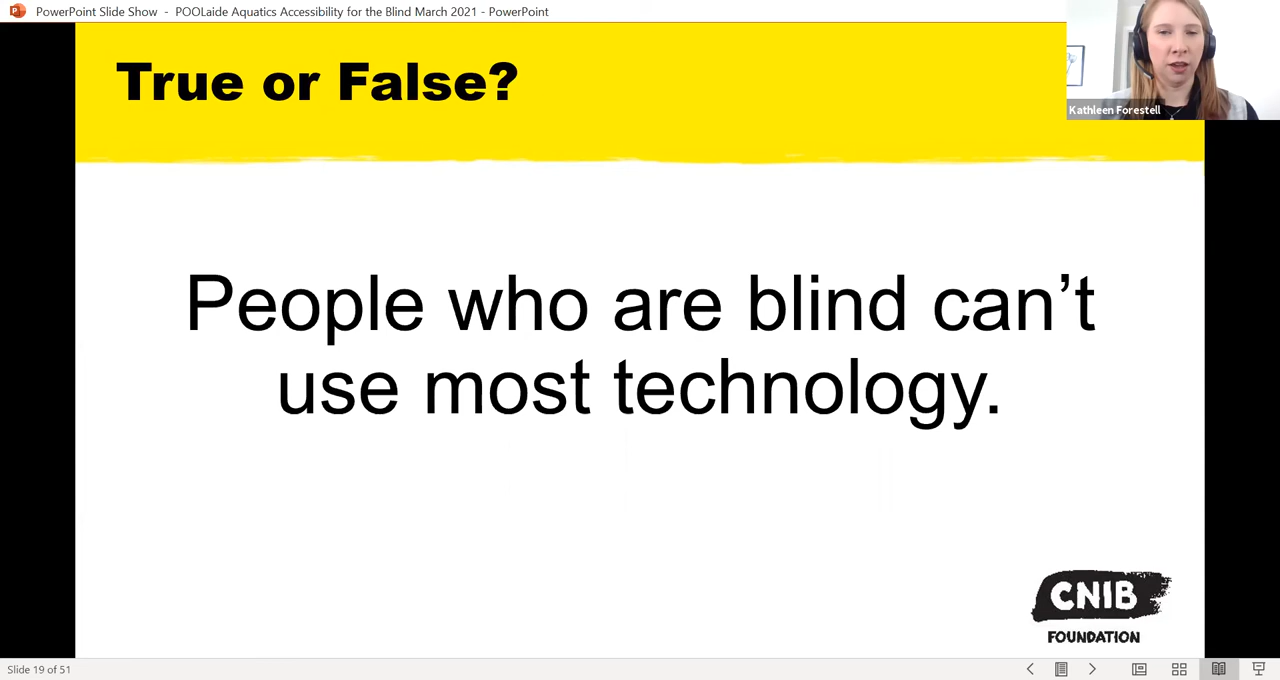 PowerPoint Slide Show - POOLaide Aquatics Accessibility for the Blind March 2021 - PowerPoint
True or False?
Kathleen Forestell
People who are blind can’t
use most technology.
CNIB
FOUNDATION
Slide 19 of 51